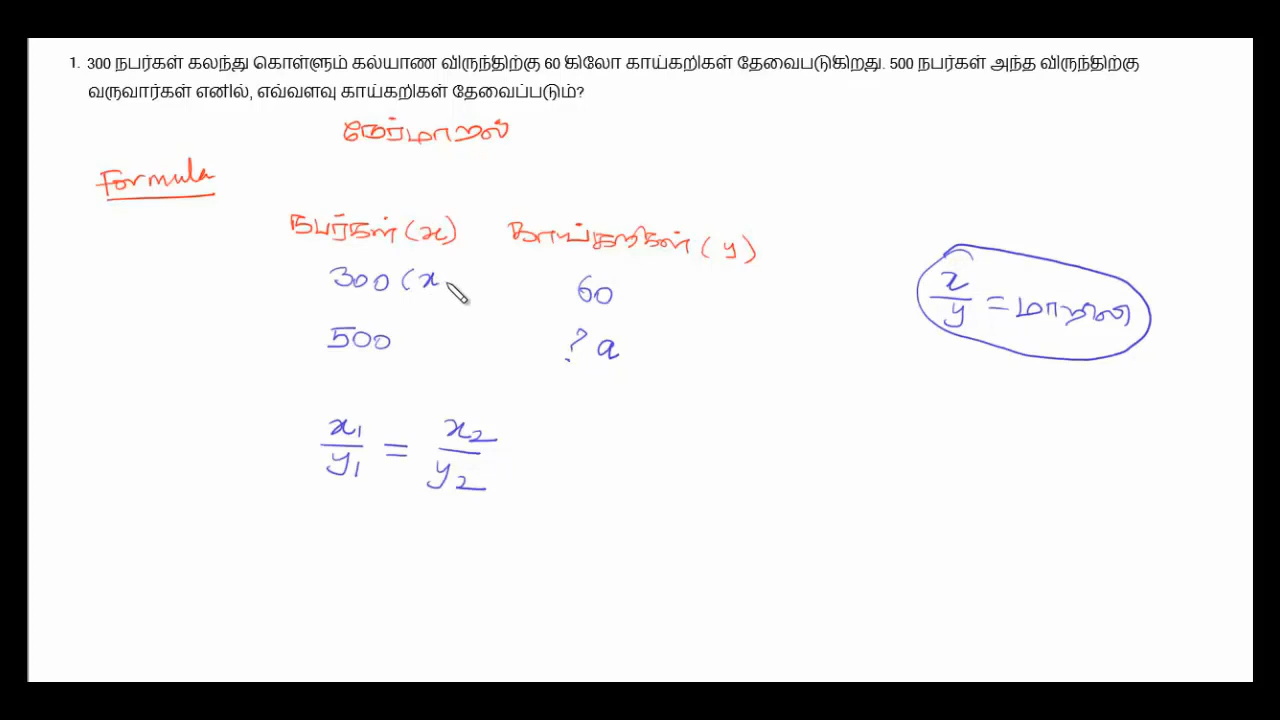 1. 300 நபர்கள் கலந்து கொள்ளும் கல்யாண விருந்திற்கு 60 கிலோ காய்கறிகள் தேவைபடுகிறது. 500 நபர்கள் அந்த விருந்திற்கு
வருவார்கள் எனில், எவ்வளவு காய்கறிகள் தேவைப்படும்?
நேர்மாறல்
Formula
நபர்கள் (x) காய்கறிகள் (y)
300 (x 60
500 ? a
x/y = மாறிலி
x1/y1 = x2/y2